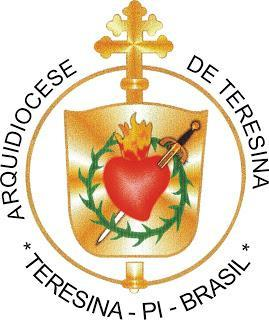 ARQUIDIOCESE DE TERESINA
* TERESINA - PI - BRASIL *